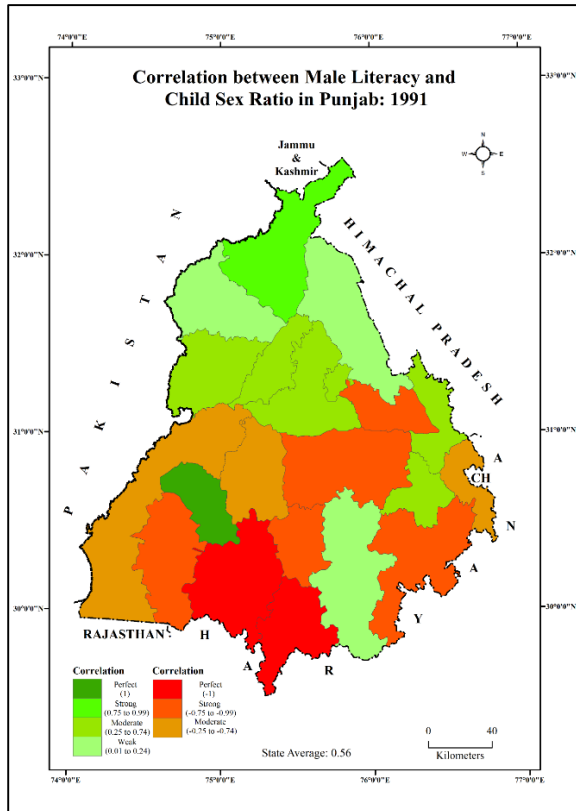 74°0'0"E 75°0'0"E 76°0'0"E 77°0'0"E
33°0'0"N 33°0'0"N
Correlation between Male Literacy and
Child Sex Ratio in Punjab: 1991
Jammu
&
Kashmir
N
W E
S
32°0'0"N 32°0'0"N
PAKISTAN
HIMACHAL PRADESH
31°0'0"N 31°0'0"N
CH
30°0'0"N 30°0'0"N
RAJASTHAN
HARYANA
Correlation Correlation
Perfect Perfect
(1) (-1)
Strong Strong
(0.75 to 0.99) (-0.75 to -0.99)
Moderate Moderate
(0.25 to 0.74) (-0.25 to -0.74)
Weak
(0.01 to 0.24)
State Average: 0.56
0 40
Kilometers
74°0'0"E 75°0'0"E 76°0'0"E 77°0'0"E